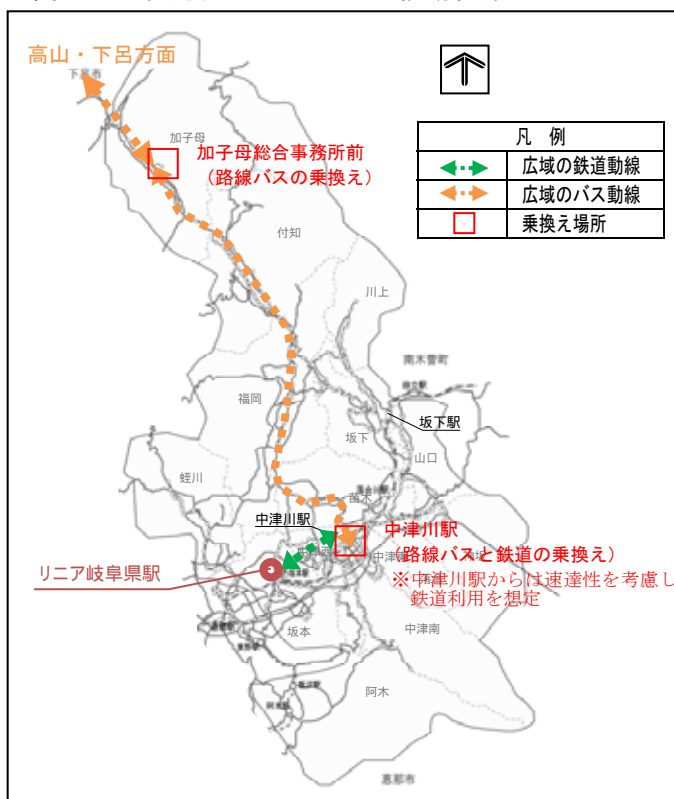 高山・下呂方面
下呂市
加子母
加子母総合事務所前
（路線バスの乗換え）
凡　例
広域の鉄道動線
広域のバス動線
乗換え場所
付知
川上
南木曽町
福岡
坂下
坂下駅
山口
蛭川
苗木
落合川駅
中津川駅
中津川駅
（路線バスと鉄道の乗換え）
※中津川駅からは速達性を考慮し
鉄道利用を想定
リニア岐阜県駅
坂本
中津南
阿木
恵那市